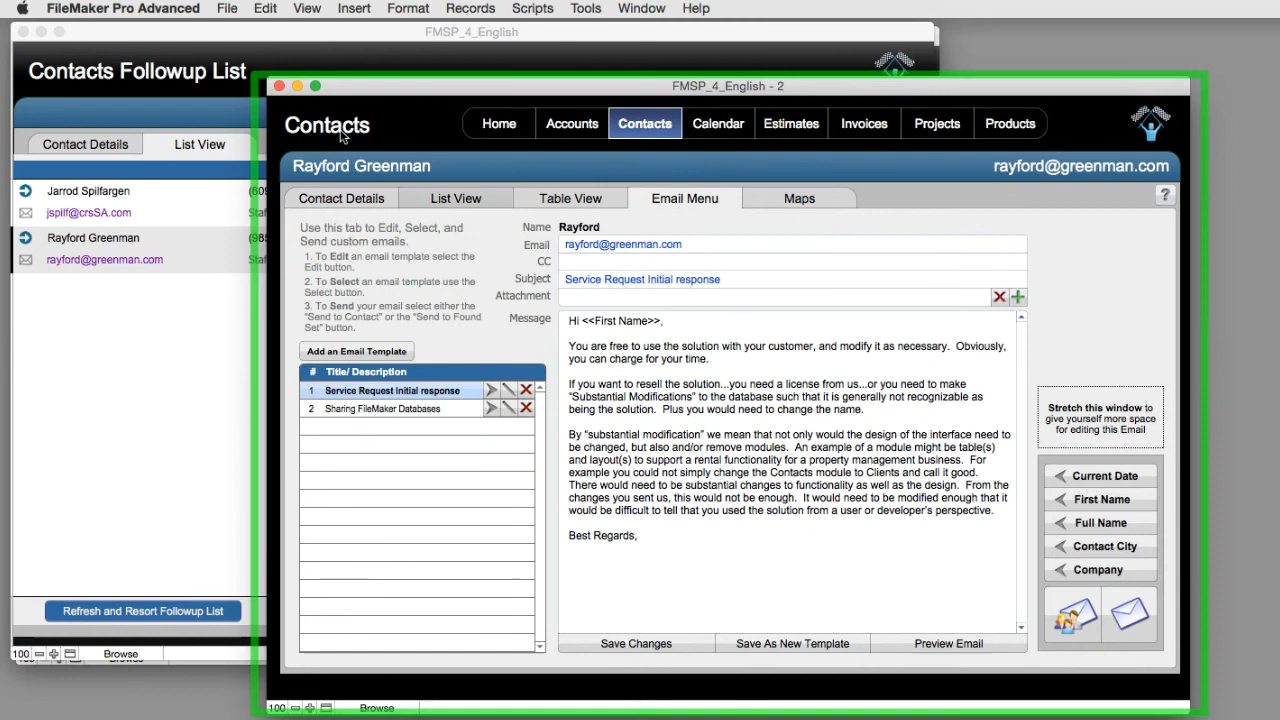 FileMaker Pro Advanced File Edit View Insert Format Records Scripts Tools Window Help
FMSP_4_English
Contacts Followup List
Contact Details List View
Jarrod Spilfargen
jspilf@crsSA.com
Rayford Greenman
rayford@greenman.com
Refresh and Resort Followup List
100 Browse
FMSP_4_English - 2
Contacts
Home Accounts Contacts Calendar Estimates Invoices Projects Products
Rayford Greenman rayford@greenman.com
Contact Details List View Table View Email Menu Maps ?
Use this tab to Edit, Select, and
Send custom emails.
1. To Edit an email template select the
Edit button.
2. To Select an email template use the
Select button.
3. To Send your email select either the
"Send to Contact" or the "Send to Found
Set" button.
Add an Email Template
# Title/ Description
1 Service Request Initial response
2 Sharing FileMaker Databases
Name Rayford
Email rayford@greenman.com
CC
Subject Service Request Initial response
Attachment
Message
Hi <<First Name>>,
You are free to use the solution with your customer, and modify it as necessary. Obviously,
you can charge for your time.
If you want to resell the solution...you need a license from us...or you need to make
"Substantial Modifications" to the database such that it is generally not recognizable as
being the solution. Plus you would need to change the name.
By "substantial modification" we mean that not only would the design of the interface need to
be changed, but also and/or remove modules. An example of a module might be table(s)
and layout(s) to support a rental functionality for a property management business. For
example you could not simply change the Contacts module to Clients and call it good.
There would need to be substantial changes to functionality as well as the design. From the
changes you sent us, this would not be enough. It would need to be modified enough that it
would be difficult to tell that you used the solution from a user or developer's perspective.
Best Regards,
Save Changes Save As New Template Preview Email
Stretch this window to
give yourself more space
for editing this Email
Current Date
First Name
Full Name
Contact City
Company
100 Browse